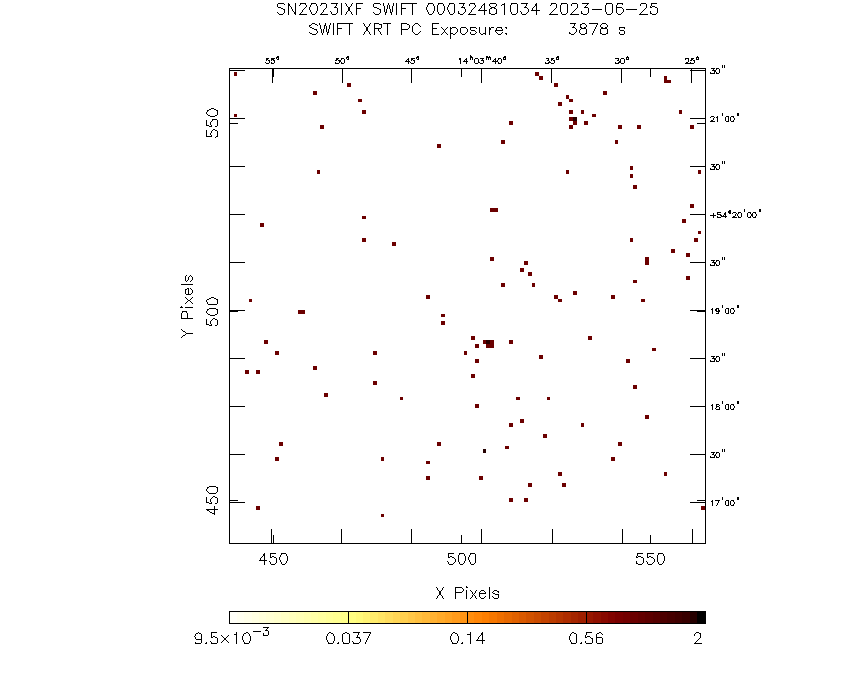 SN2023IXF SWIFT 00032481034 2023-06-25
SWIFT XRT PC Exposure: 3878 s
55ˢ 50ˢ 45ˢ 14ʰ03ᵐ40ˢ 35ˢ 30ˢ 25ˢ
30"
550 21'00"
30"
+54°20'00"
30"
500 19'00"
30"
18'00"
30"
450 17'00"
Y Pixels
450 500 550
X Pixels
9.5×10⁻³ 0.037 0.14 0.56 2